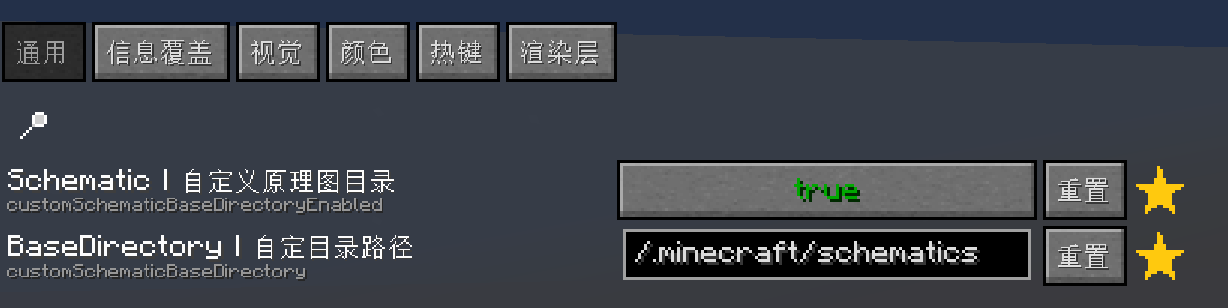 通用 信息覆盖 视觉 颜色 热键 渲染层
Schematic | 自定义原理图目录 true 重置
customSchematicBaseDirectoryEnabled
BaseDirectory | 自定目录路径 /.minecraft/schematics 重置
customSchematicBaseDirectory